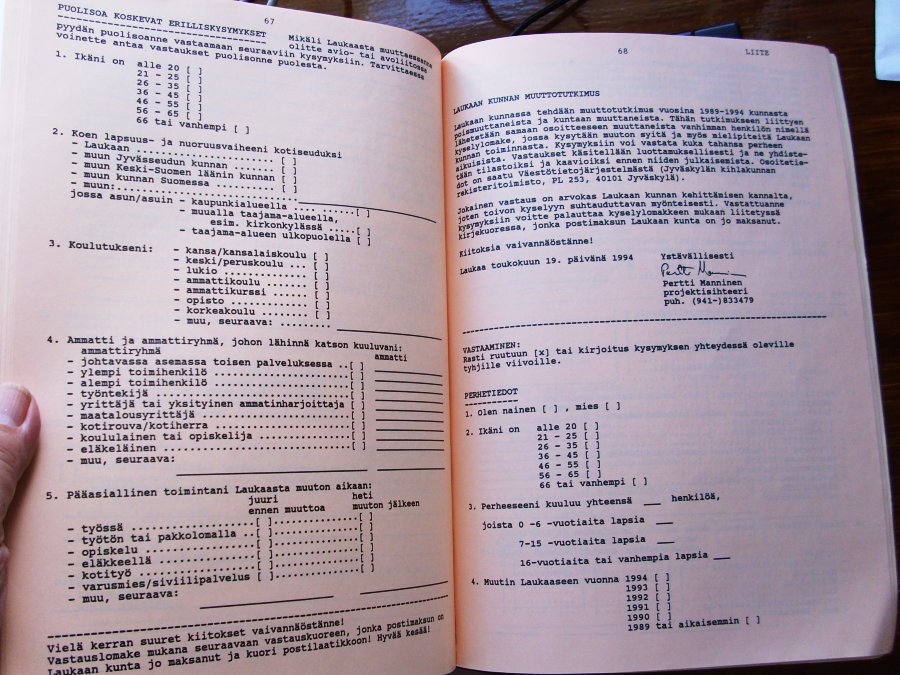 67
PUOLISOA KOSKEVAT ERILLISKYSYMYKSET Mikäli Laukaasta muuttaessanne
olitte avio- tai avoliitossa
pyydän puolisoanne vastaamaan seuraaviin kysymyksiin. Tarvittaessa
voinette antaa vastaukset puolisonne puolesta.
1. Ikäni on alle 20 [ ]
21 - 25 [ ]
26 - 35 [ ]
36 - 45 [ ]
46 - 55 [ ]
56 - 65 [ ]
66 tai vanhempi [ ]
2. Koen lapsuus- ja nuoruusvaiheeni kotiseuduksi
- Laukaan ...................... [ ]
- muun Jyvässeudun kunnan ....... [ ]
- muun Keski-Suomen läänin kunnan [ ]
- muun kunnan Suomessa .......... [ ]
- muun:..........................
jossa asun/asuin - kaupunkialueella .... ......[ ]
- muualla taajama-alueella,
esim. kirkonkylässä .....[ ]
- taajama-alueen ulkopuolella [ ]
3. Koulutukseni: - kansa/kansalaiskoulu [ ]
- keski/peruskoulu ... [ ]
- lukio .............. [ ]
- ammattikoulu ....... [ ]
- ammattikurssi ...... [ ]
- opisto ............. [ ]
- korkeakoulu ........ [ ]
- muu, seuraava: .........
4. Ammatti ja ammattiryhmä, johon lähinnä katson kuuluvani:
ammattiryhmä ammatti
- johtavassa asemassa toisen palveluksessa ..[ ]
- ylempi toimihenkilö .......................[ ]
- alempi toimihenkilö .......................[ ]
- työntekijä ................................[ ]
- yrittäjä tai yksityinen ammatinharjoittaja [ ]
- maatalousyrittäjä .........................[ ]
- kotirouva/kotiherra .......................[ ]
- koululainen tai opiskelija ................[ ]
- eläkeläinen ...............................[ ]
- muu, seuraava:
5. Pääasiallinen toimintani Laukaasta muuton aikaan:
juuri heti
ennen muuttoa muuton jälkeen
- työssä ....................[ ]...............[ ]
- työtön tai pakkolomalla ..[ ]...............[ ]
- opiskelu ..................[ ]...............[ ]
- eläkkeellä ................[ ]...............[ ]
- kotityö ...................[ ]...............[ ]
- varusmies/siviilipalvelus [ ]...............[ ]
- muu, seuraava:
Vielä kerran suuret kiitokset vaivannäöstänne!
Vastauslomake mukana seuraavaan vastauskuoreen, jonka postimaksun on
Laukaan kunta jo maksanut ja kuori postilaatikkoon! Hyvää kesää!
68 LIITE
LAUKAAN KUNNAN MUUTTOTUTKIMUS
Laukaan kunnassa tehdään muuttotutkimus vuosina 1989-1994 kunnasta
poismuuttaneista ja kuntaan muuttaneista. Tähän tutkimukseen liittyen
lähetetään samaan osoitteeseen muuttaneista vanhimman henkilön nimellä
kyselylomake, jossa kysytään muuton syitä ja myös mielipiteitä Laukaan
kunnan toiminnasta. Kysymyksiin voi vastata kuka tahansa perheen
aikuisista. Vastaukset käsitellään luottamuksellisesti ja ne yhdiste-
tään tilastoiksi ja kaavioiksi ennen niiden julkaisemista. Osoitetie-
dot on saatu Väestötietojärjestelmästä (Jyväskylän kihlakunnan
rekisteritoimisto, PL 253, 40101 Jyväskylä).
Jokainen vastaus on arvokas Laukaan kunnan kehittämisen kannalta,
joten toivon kyselyyn suhtauduttavan myönteisesti. Vastattuanne
kysymyksiin voitte palauttaa kyselylomakkeen mukaan liitetyssä
kirjekuoressa, jonka postimaksun Laukaan kunta on jo maksanut.
Kiitoksia vaivannäöstänne!
Laukaa toukokuun 19. päivänä 1994 Ystävällisesti
Pertti Manninen
Pertti Manninen
projektisihteeri
puh. (941-)833479
VASTAAMINEN:
Rasti ruutuun [x] tai kirjoitus kysymyksen yhteydessä oleville
tyhjille viivoille.
PERHETIEDOT
1. Olen nainen [ ] , mies [ ]
2. Ikäni on alle 20 [ ]
21 - 25 [ ]
26 - 35 [ ]
36 - 45 [ ]
46 - 55 [ ]
56 - 65 [ ]
66 tai vanhempi [ ]
3. Perheeseeni kuuluu yhteensä ___ henkilöä,
joista 0 -6 -vuotiaita lapsia ___
7-15 -vuotiaita lapsia ___
16-vuotiaita tai vanhempia lapsia ___
4. Muutin Laukaaseen vuonna 1994 [ ]
1993 [ ]
1992 [ ]
1991 [ ]
1990 [ ]
1989 tai aikaisemmin [ ]